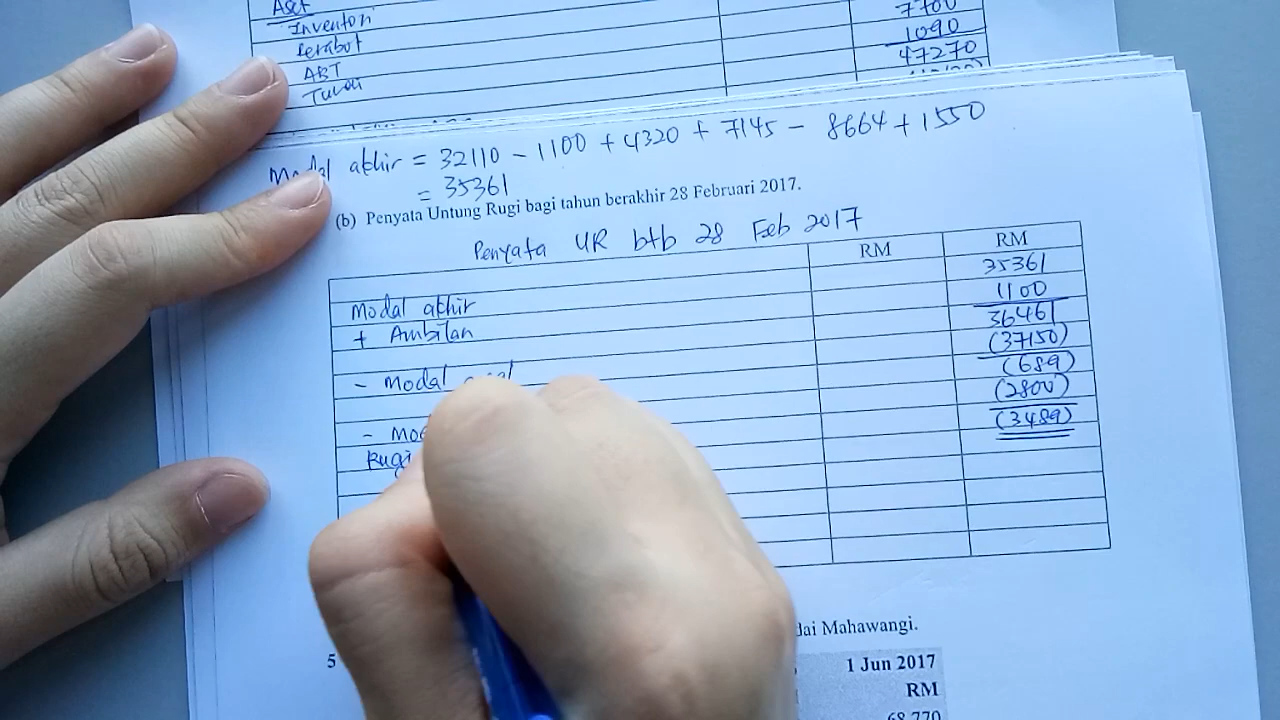 Aset
Inventori 7700
Perabot 1090
ABT 47270
Modal akhir = 32110 - 1100 + 4320 + 7145 - 8664 + 1550
= 35361
(b) Penyata Untung Rugi bagi tahun berakhir 28 Februari 2017.
Penyata UR btb 28 Feb 2017
RM RM
Modal akhir 35361
+ Ambilan 1100
36461
- Modal (37150)
(689)
- (2800)
Rugi (3489)
5
dai Mahawangi.
1 Jun 2017
RM
68 770